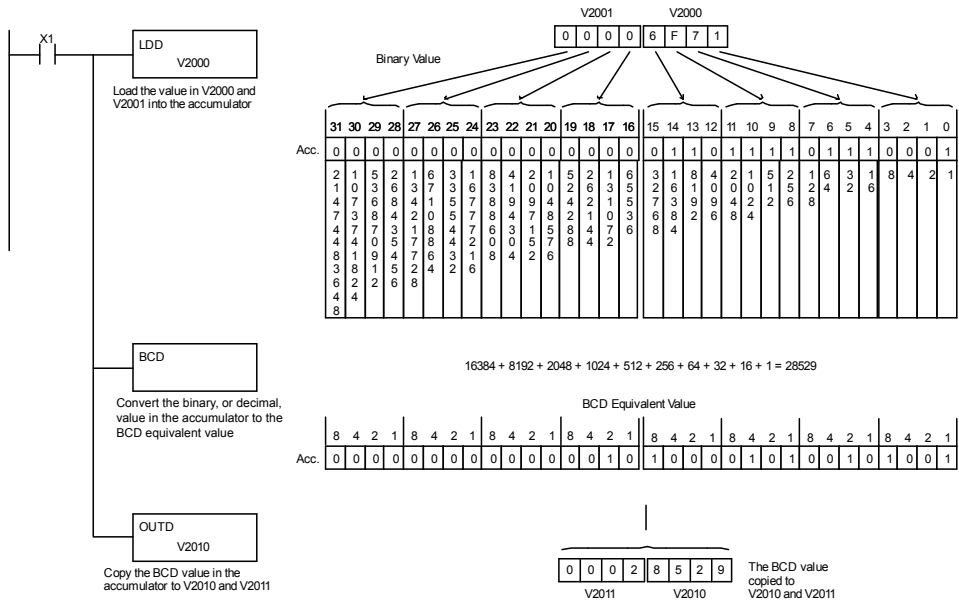 X1
LDD
V2000
Load the value in V2000 and
V2001 into the accumulator
V2001 V2000
0 0 0 0 6 F 7 1
Binary Value
31 30 29 28 27 26 25 24 23 22 21 20 19 18 17 16 15 14 13 12 11 10 9 8 7 6 5 4 3 2 1 0
Acc. 0 0 0 0 0 0 0 0 0 0 0 0 0 0 0 0 0 1 1 0 1 1 1 1 0 1 1 1 0 0 0 1
2147483648 1073741824 536870912 268435456 134217728 67108864 33554432 16777216 8388608 4194304 2097152 1048576 524288 262144 131072 65536 32768 16384 8192 4096 2048 1024 512 256 128 64 32 16 8 4 2 1
BCD
Convert the binary, or decimal,
value in the accumulator to the
BCD equivalent value
16384 + 8192 + 2048 + 1024 + 512 + 256 + 64 + 32 + 16 + 1 = 28529
BCD Equivalent Value
8 4 2 1 8 4 2 1 8 4 2 1 8 4 2 1 8 4 2 1 8 4 2 1 8 4 2 1 8 4 2 1
Acc. 0 0 0 0 0 0 0 0 0 0 0 0 0 0 1 0 1 0 0 0 0 1 0 1 0 0 1 0 1 0 0 1
OUTD
V2010
Copy the BCD value in the
accumulator to V2010 and V2011
0 0 0 2 8 5 2 9
V2011 V2010
The BCD value
copied to
V2010 and V2011